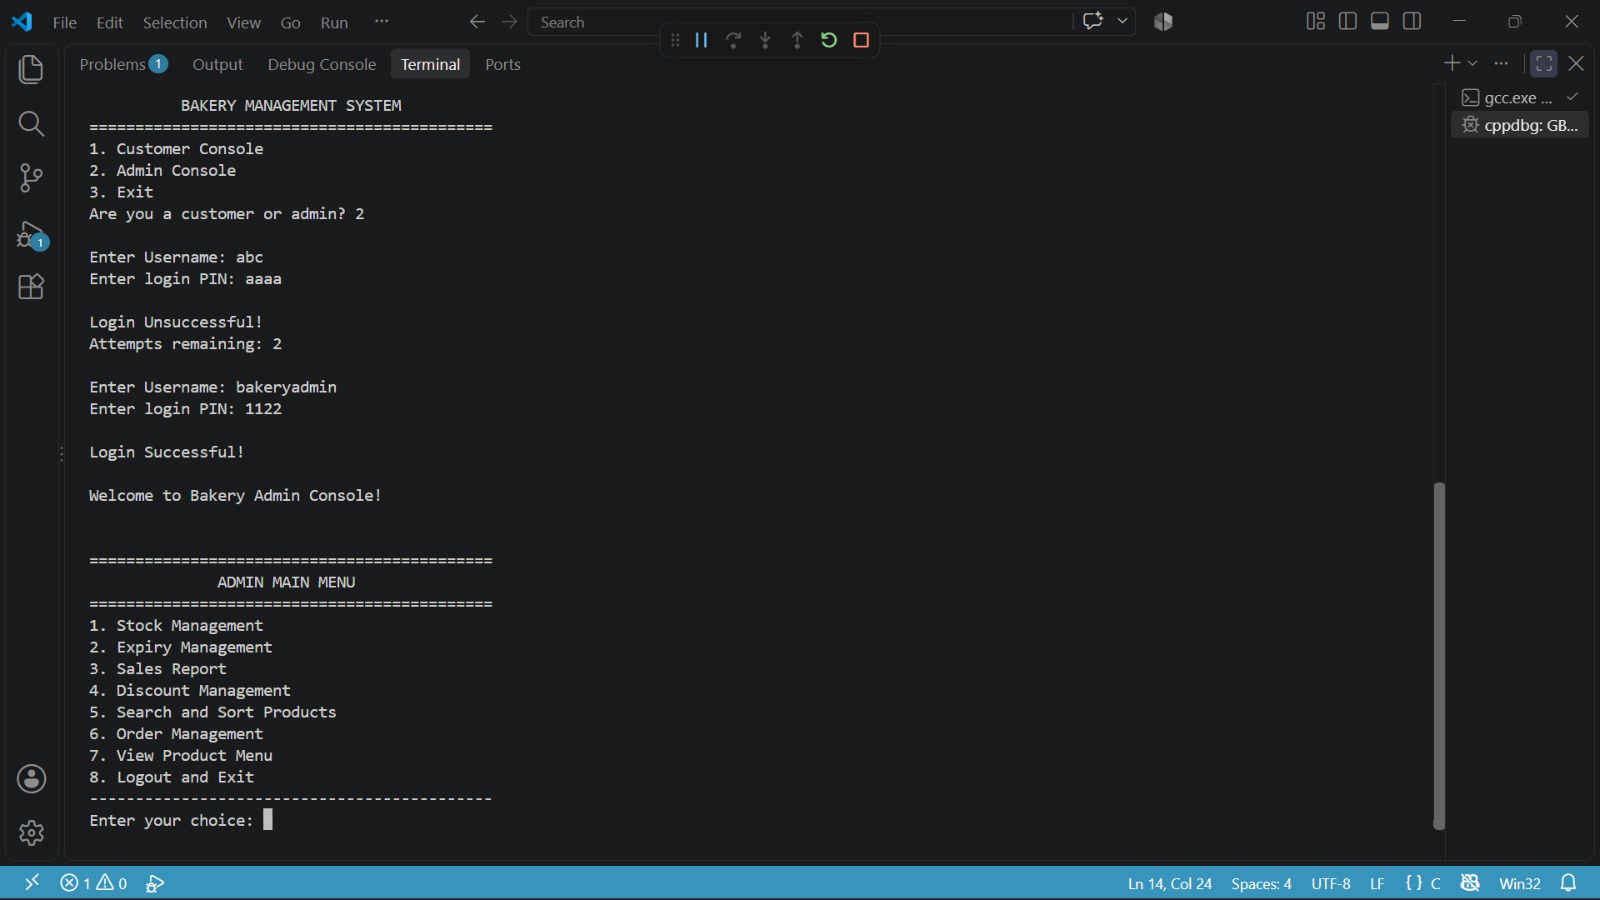 File Edit Selection View Go Run ··· Search
Problems 1 Output Debug Console Terminal Ports
gcc.exe ...
cppdbg: GB...
BAKERY MANAGEMENT SYSTEM
============================================
1. Customer Console
2. Admin Console
3. Exit
Are you a customer or admin? 2
Enter Username: abc
Enter login PIN: aaaa
Login Unsuccessful!
Attempts remaining: 2
Enter Username: bakeryadmin
Enter login PIN: 1122
Login Successful!
Welcome to Bakery Admin Console!
============================================
ADMIN MAIN MENU
============================================
1. Stock Management
2. Expiry Management
3. Sales Report
4. Discount Management
5. Search and Sort Products
6. Order Management
7. View Product Menu
8. Logout and Exit
--------------------------------------------
Enter your choice:
1
1 0 Ln 14, Col 24 Spaces: 4 UTF-8 LF {} C Win32